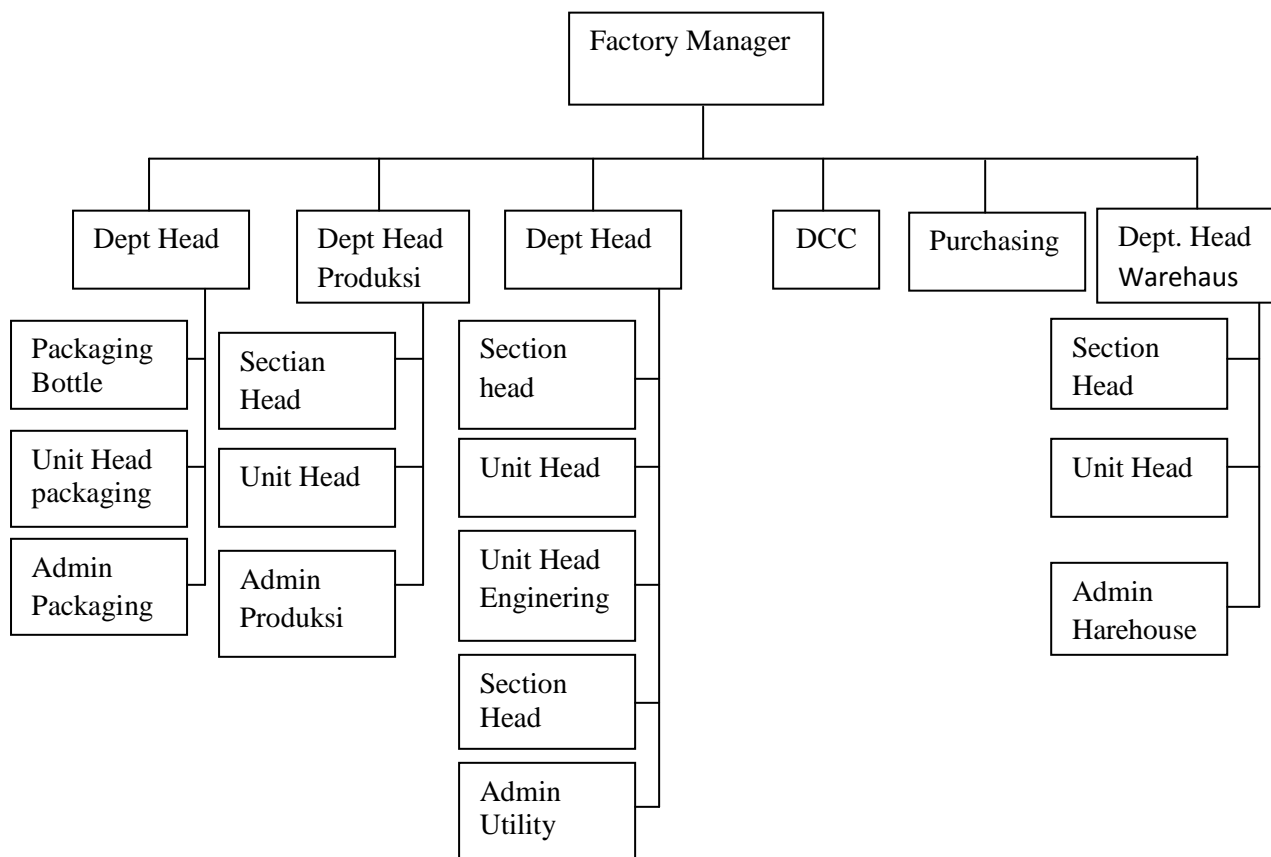 Factory Manager
Dept Head
Dept Head
Produksi
Dept Head
DCC
Purchasing
Dept. Head
Warehaus
Packaging
Bottle
Unit Head
packaging
Admin
Packaging
Sectian
Head
Unit Head
Admin
Produksi
Section
head
Unit Head
Unit Head
Enginering
Section
Head
Admin
Utility
Section
Head
Unit Head
Admin
Harehouse